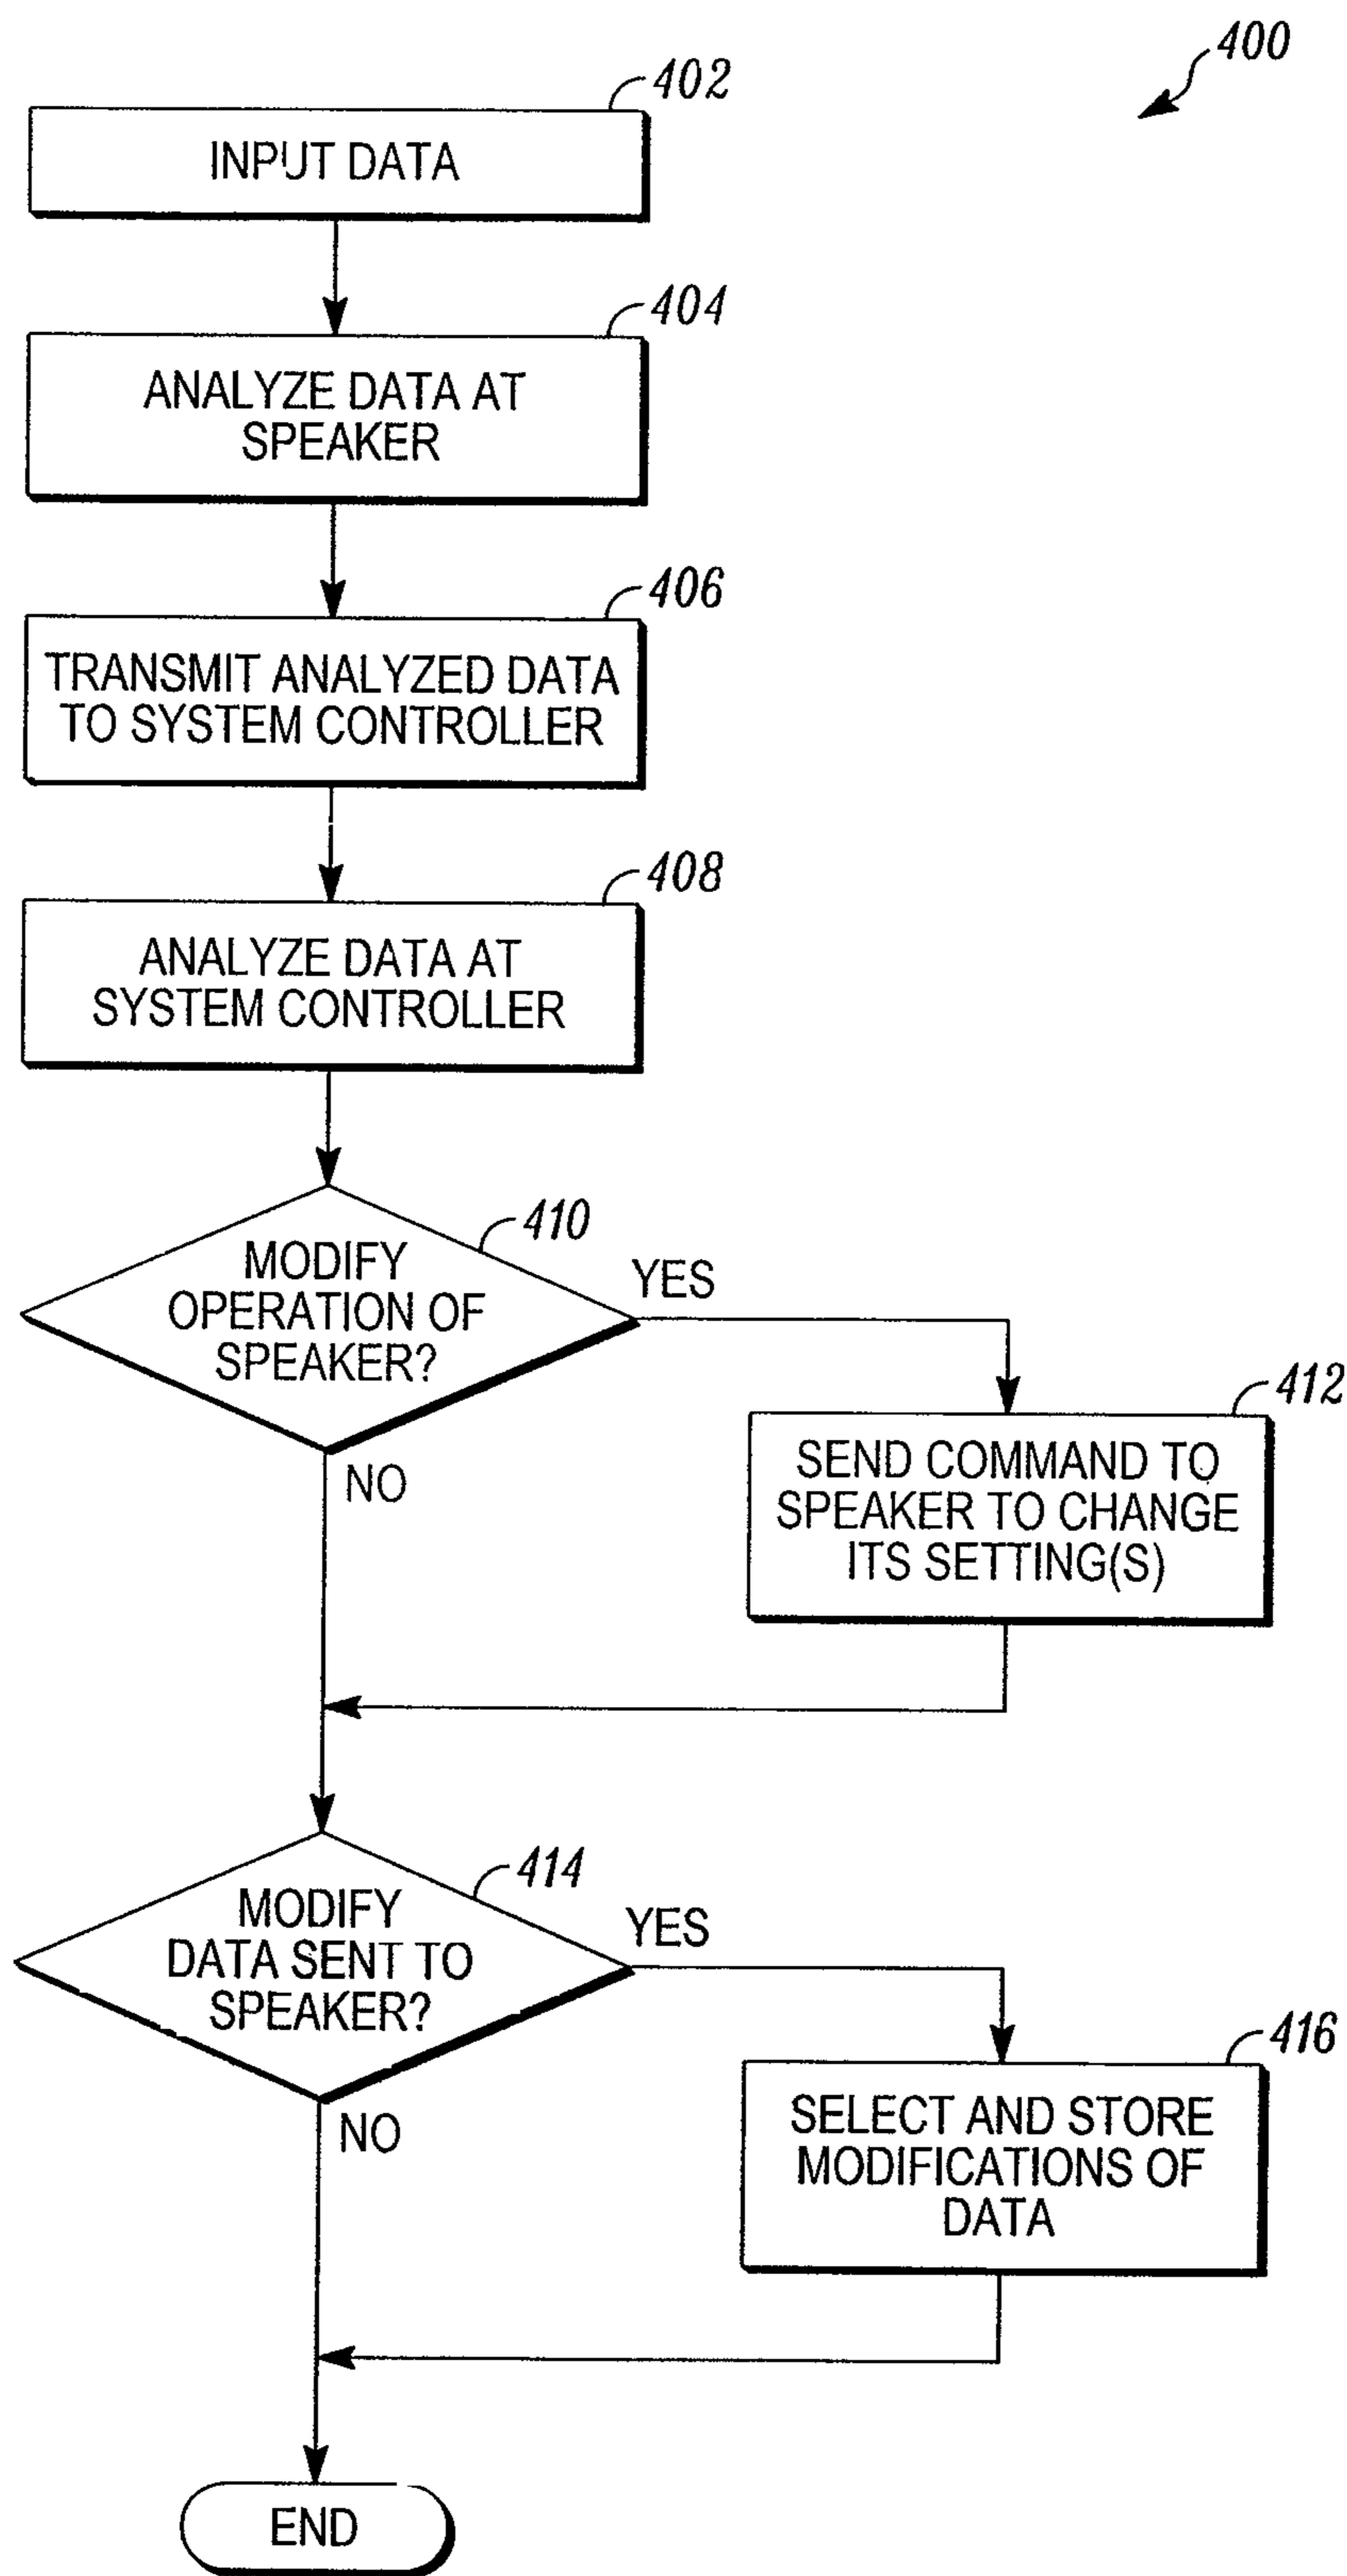 400
402
INPUT DATA
404
ANALYZE DATA AT
SPEAKER
406
TRANSMIT ANALYZED DATA
TO SYSTEM CONTROLLER
408
ANALYZE DATA AT
SYSTEM CONTROLLER
410
MODIFY
OPERATION OF
SPEAKER?
YES
NO
412
SEND COMMAND TO
SPEAKER TO CHANGE
ITS SETTING(S)
414
MODIFY
DATA SENT TO
SPEAKER?
YES
NO
416
SELECT AND STORE
MODIFICATIONS OF
DATA
END